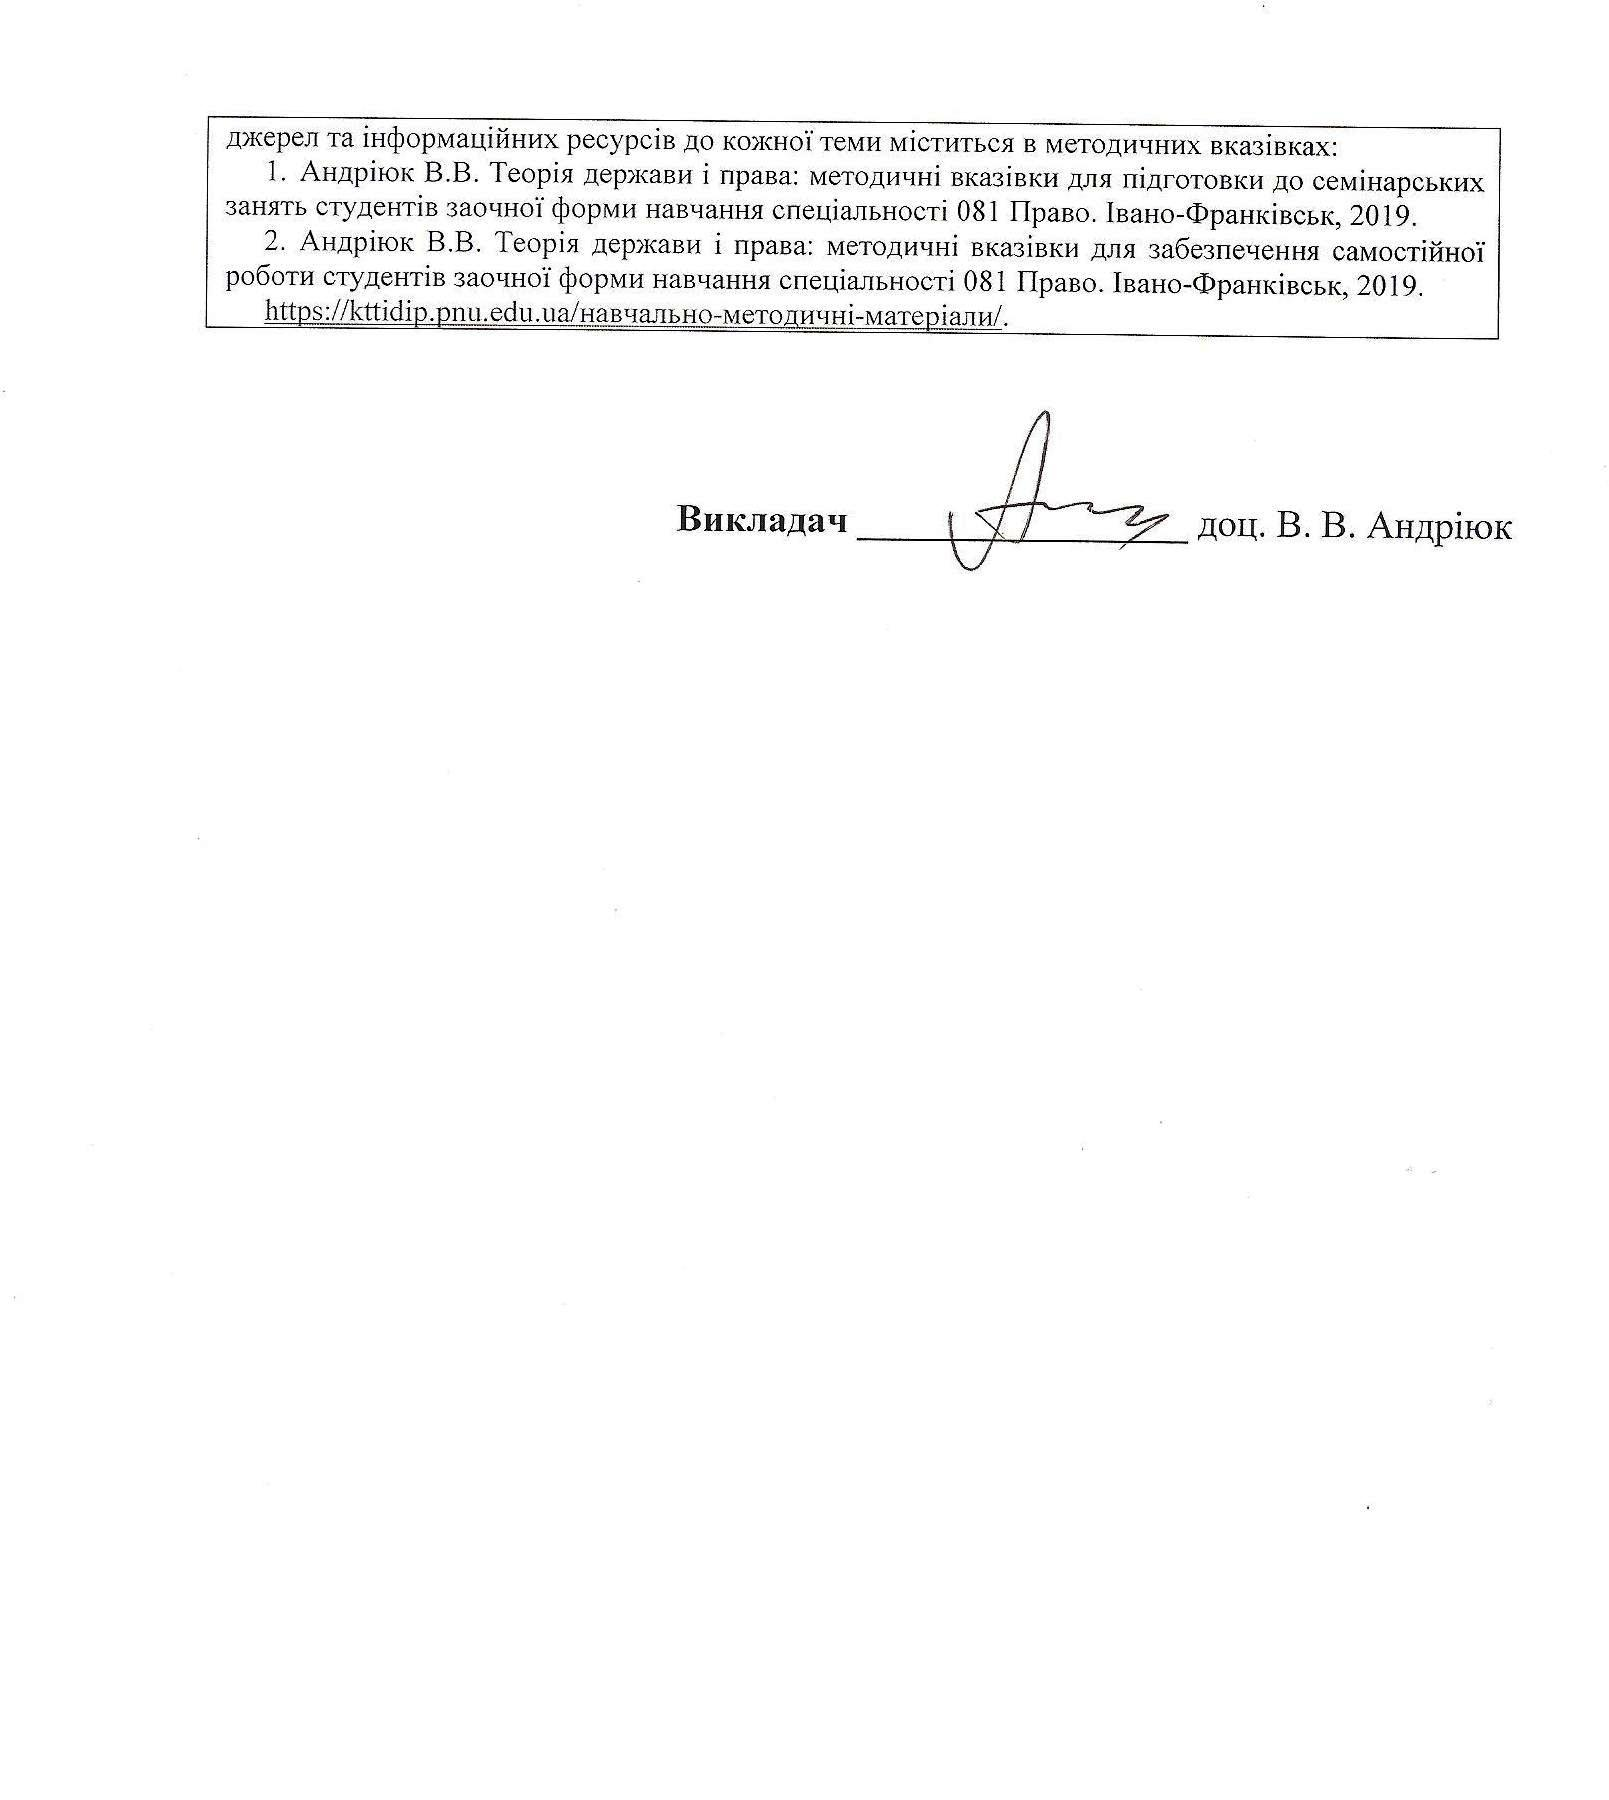 джерел та інформаційних ресурсів до кожної теми міститься в методичних вказівках:
1. Андріюк В.В. Теорія держави і права: методичні вказівки для підготовки до семінарських
занять студентів заочної форми навчання спеціальності 081 Право. Івано-Франківськ, 2019.
2. Андріюк В.В. Теорія держави і права: методичні вказівки для забезпечення самостійної
роботи студентів заочної форми навчання спеціальності 081 Право. Івано-Франківськ, 2019.
https://kttidip.pnu.edu.ua/навчально-методичні-матеріали/.
Викладач доц. В. В. Андріюк